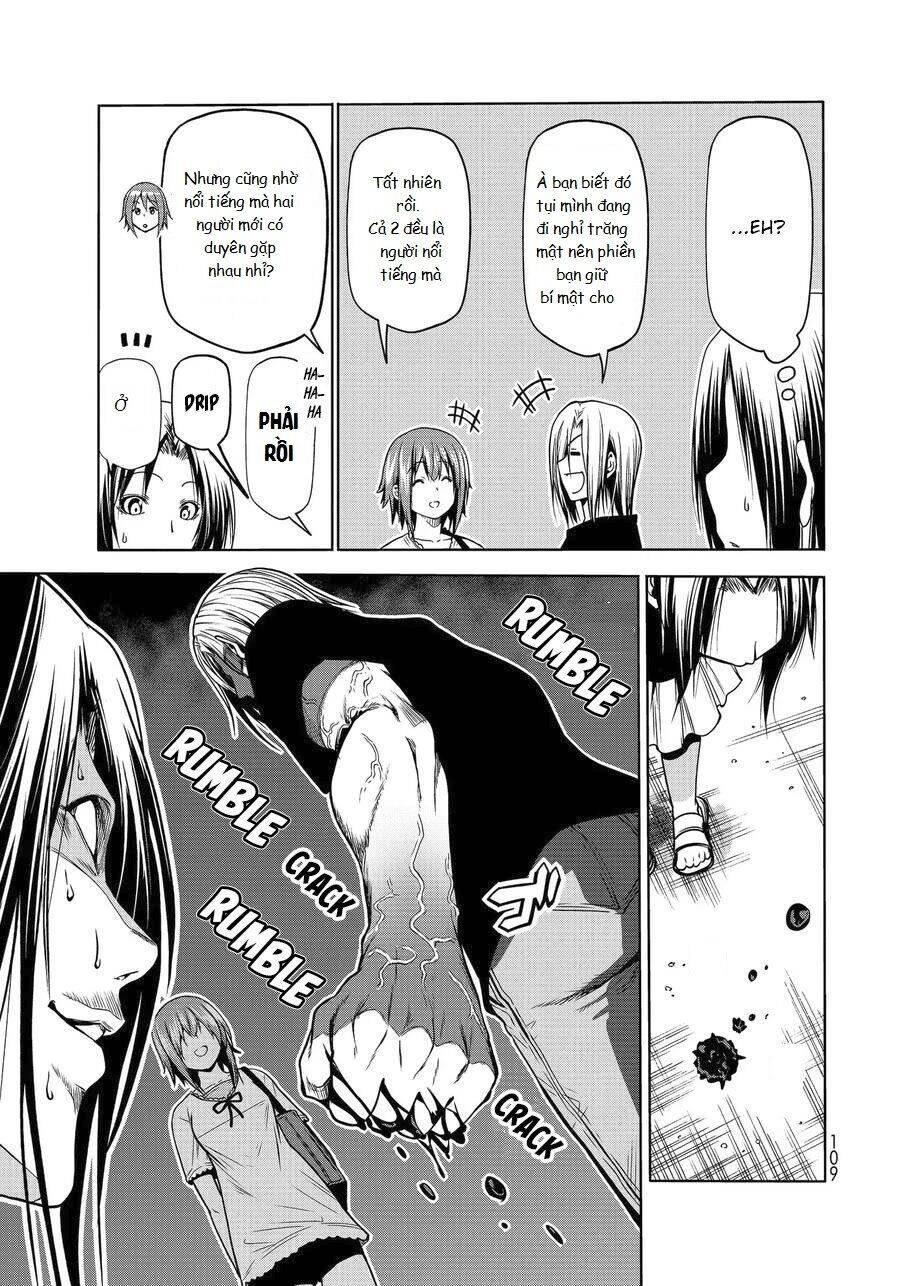 ...EH?
À bạn biết đó
tụi mình đang
đi nghỉ trăng
mật nên phiền
bạn giữ
bí mật cho
Tất nhiên
rồi.
Cả 2 đều là
người nổi
tiếng mà
Nhưng cũng nhờ
nổi tiếng mà hai
người mới có
duyên gặp
nhau nhỉ?
HA-
HA-
HA
PHẢI
RỒI
DRIP
Ở
RUMBLE
RUMBLE
CRACK
RUMBLE
CRACK
109